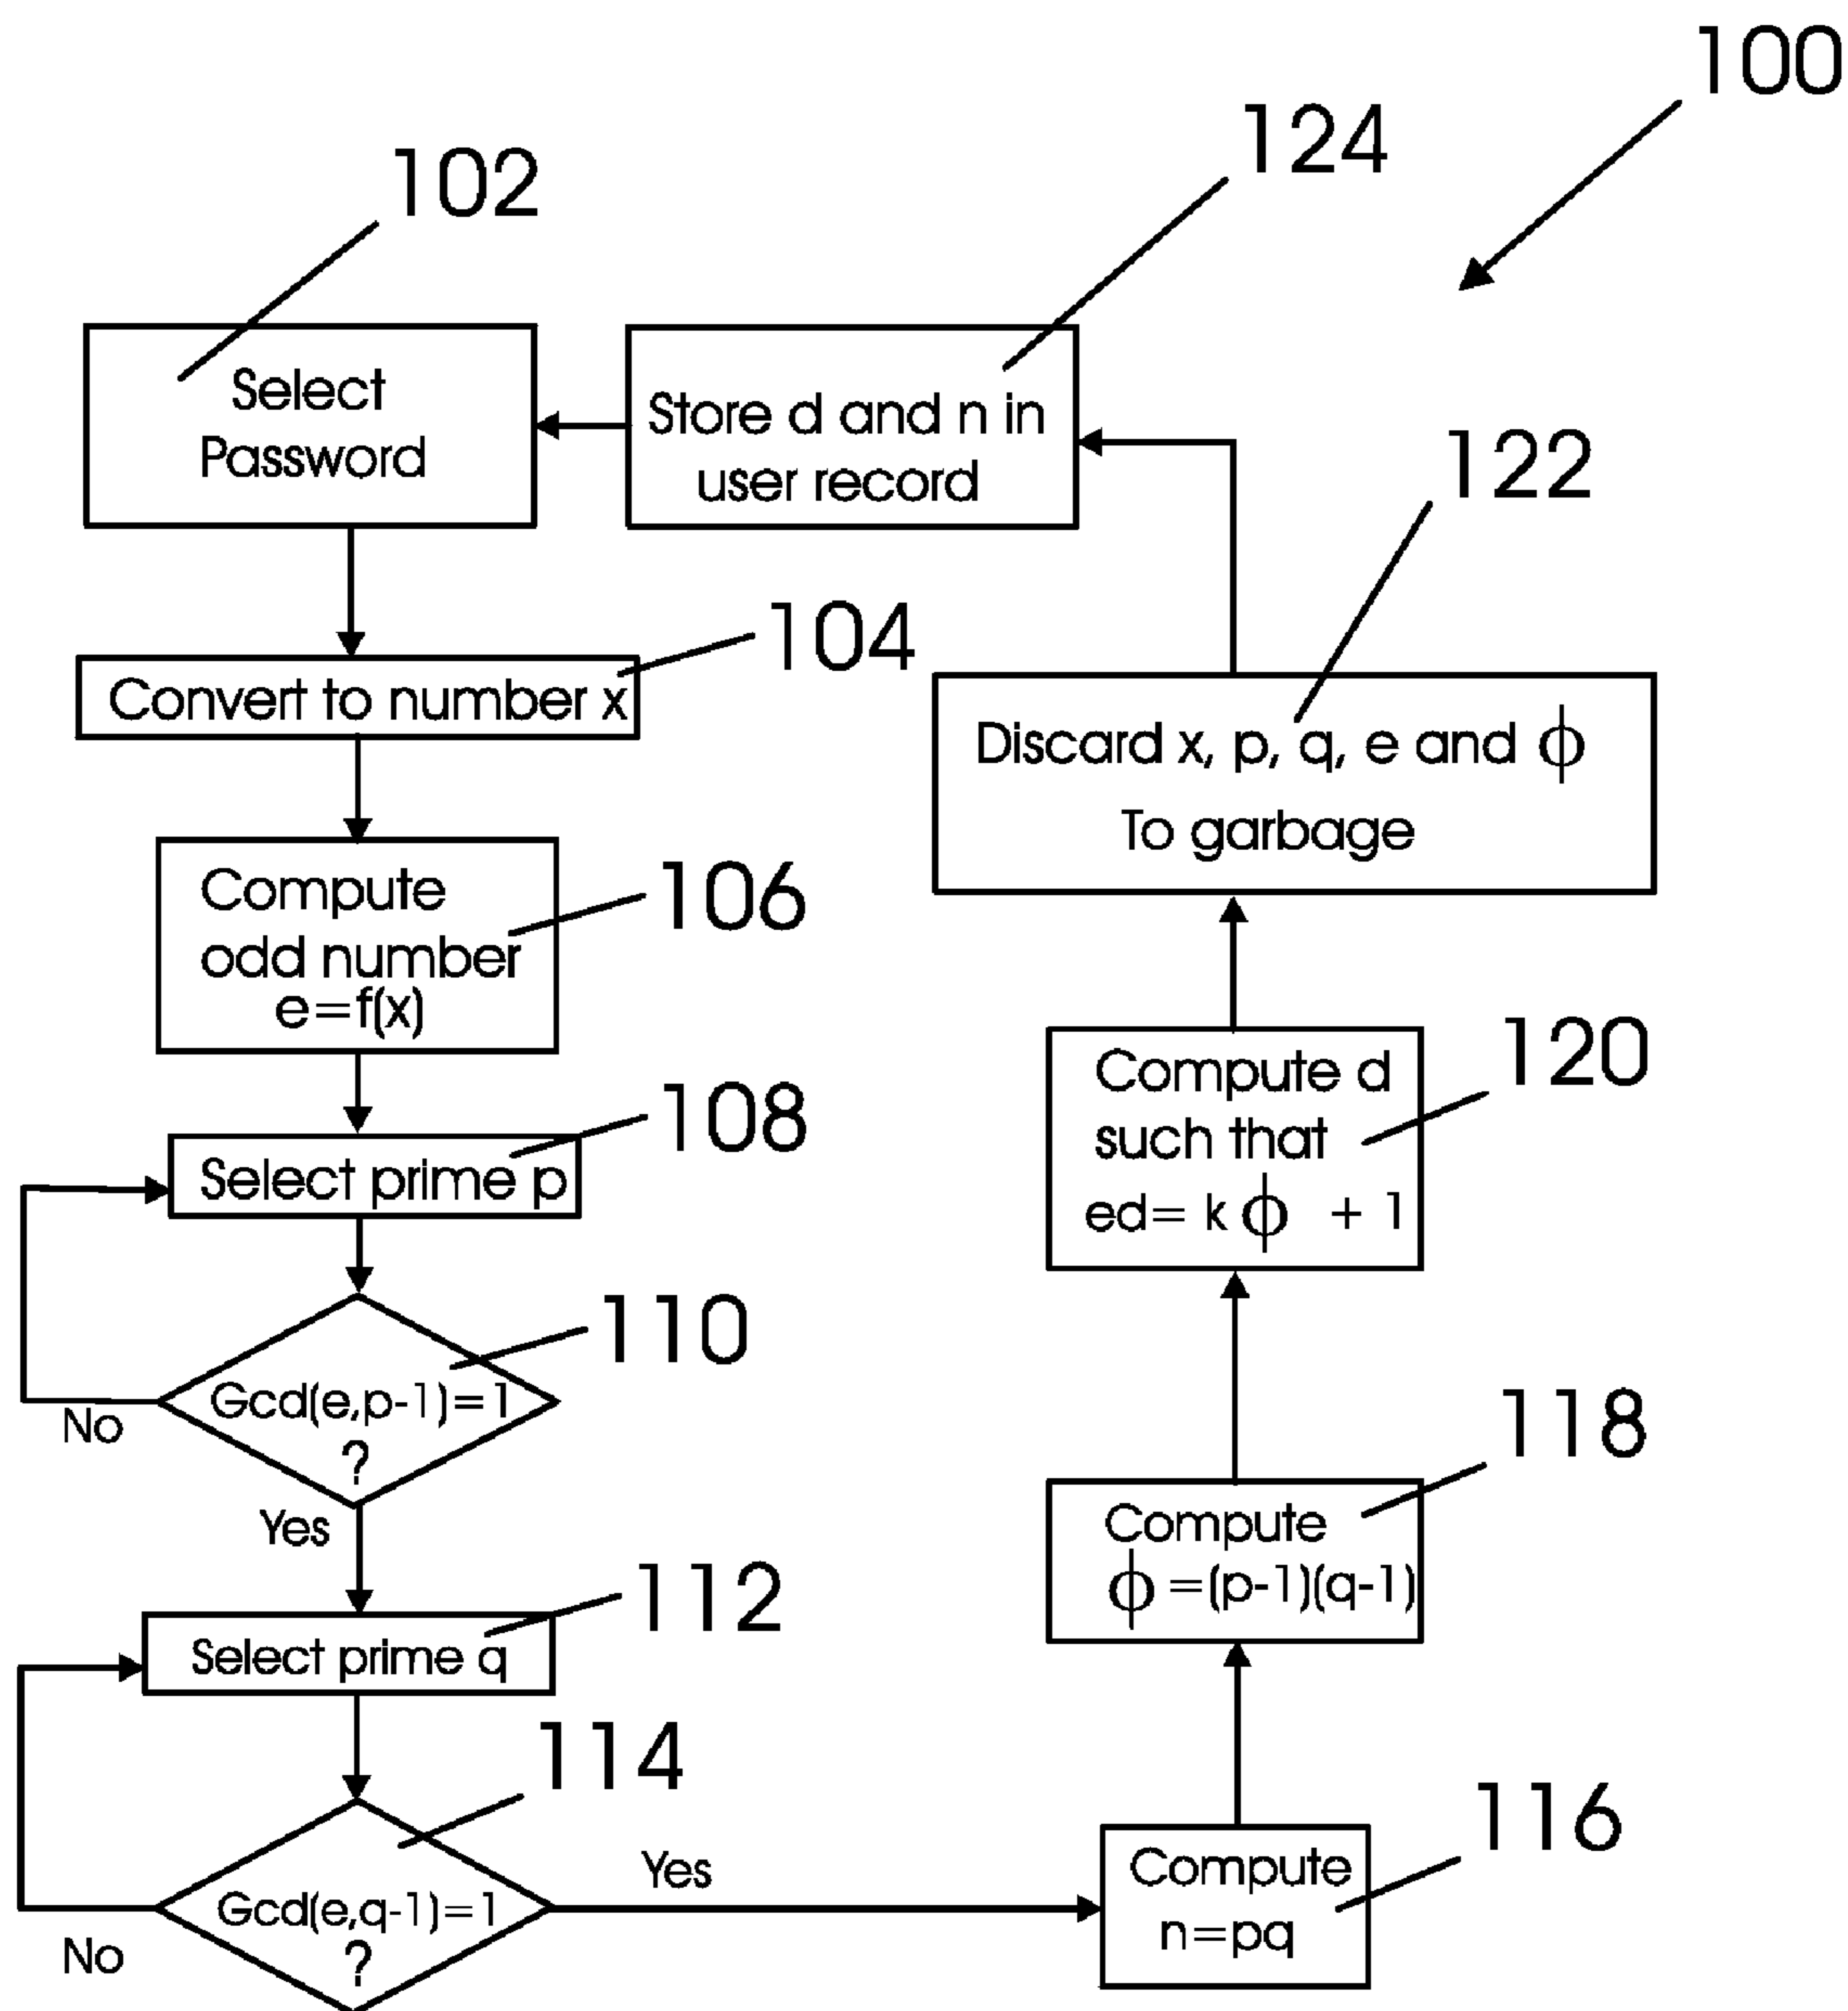 100
124
102
Select
Password
Store d and n in
user record
122
104
Convert to number x
Discard x, p, q, e and ϕ
To garbage
106
Compute
odd number
e=f(x)
120
Compute d
such that
ed= k ϕ + 1
108
Select prime p
110
Gcd(e,p-1)=1
?
No
Yes
118
Compute
ϕ =(p-1)(q-1)
112
Select prime q
114
Gcd(e,q-1)=1
?
No
Yes
116
Compute
n=pq